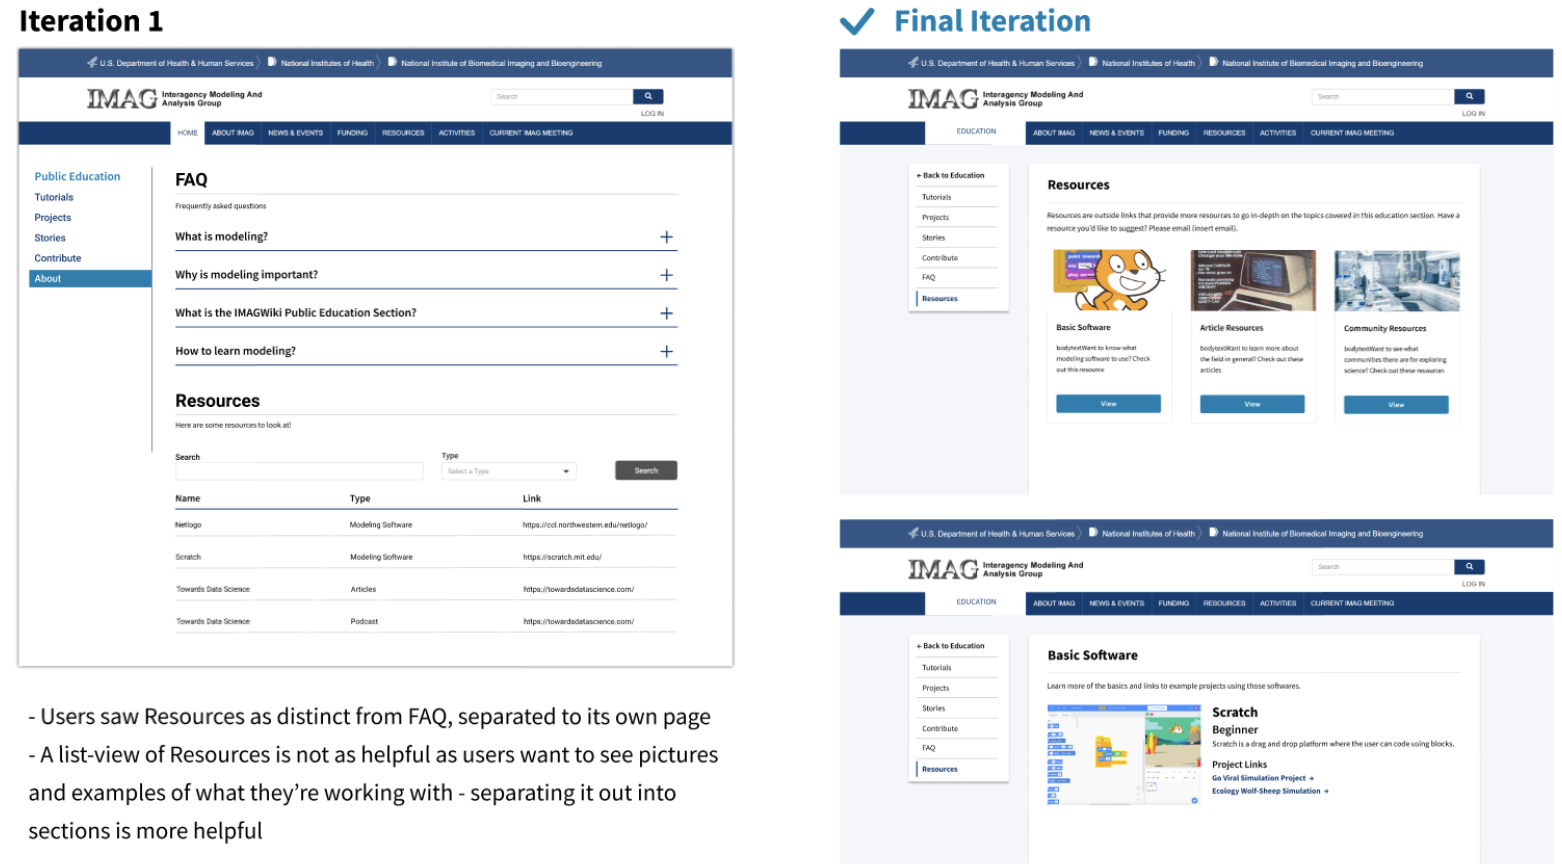 Iteration 1
U.S. Department of Health & Human Services
National Institutes of Health
National Institute of Biomedical Imaging and Bioengineering
IMAG
Interagency Modeling And
Analysis Group
Search
LOG IN
HOME
ABOUT IMAG
NEWS & EVENTS
FUNDING
RESOURCES
ACTIVITIES
CURRENT IMAG MEETING
Public Education
Tutorials
Projects
Stories
Contribute
About
FAQ
Frequently asked questions
What is modeling?
Why is modeling important?
What is the IMAGWiki Public Education Section?
How to learn modeling?
Resources
Here are some resources to look at!
Search
Type
Select a Type
Search
Name Type Link
Netlogo Modeling Software https://ccl.northwestern.edu/netlogo/
Scratch Modeling Software https://scratch.mit.edu/
Towards Data Science Articles https://towardsdatascience.com/
Towards Data Science Podcast https://towardsdatascience.com/
- Users saw Resources as distinct from FAQ, separated to its own page
- A list-view of Resources is not as helpful as users want to see pictures
and examples of what they're working with - separating it out into
sections is more helpful
Final Iteration
U.S. Department of Health & Human Services
National Institutes of Health
National Institute of Biomedical Imaging and Bioengineering
IMAG
Interagency Modeling And
Analysis Group
Search
LOG IN
EDUCATION
ABOUT IMAG
NEWS & EVENTS
FUNDING
RESOURCES
ACTIVITIES
CURRENT IMAG MEETING
← Back to Education
Tutorials
Projects
Stories
Contribute
FAQ
Resources
Resources
Resources are outside links that provide more resources to go in-depth on the topics covered in this education section. Have a
resource you'd like to suggest? Please email (insert email).
point towards
Basic Software
bodytextWant to know what
modeling software to use? Check
out this resource
View
Article Resources
bodytextWant to learn more about
the field in general? Check out these
articles
View
Community Resources
bodytextWant to see what
communities there are for exploring
science? Check out these resources
View
U.S. Department of Health & Human Services
National Institutes of Health
National Institute of Biomedical Imaging and Bioengineering
IMAG
Interagency Modeling And
Analysis Group
Search
LOG IN
EDUCATION
ABOUT IMAG
NEWS & EVENTS
FUNDING
RESOURCES
ACTIVITIES
CURRENT IMAG MEETING
← Back to Education
Tutorials
Projects
Stories
Contribute
FAQ
Resources
Basic Software
Learn more of the basics and links to example projects using those softwares.
Scratch
Beginner
Scratch is a drag and drop platform where the user can code using blocks.
Project Links
Go Viral Simulation Project →
Ecology Wolf-Sheep Simulation →